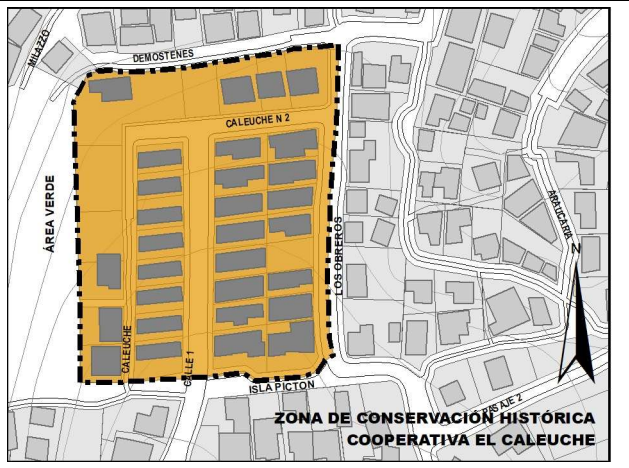 MILAZZO
DEMOSTENES
CALEUCHE N 2
ÁREA VERDE
LOS OBREROS
ARAUCARIA
N
CALEUCHE
CALLE 1
ISLA PICTON
PASAJE 2
ZONA DE CONSERVACIÓN HISTÓRICA
COOPERATIVA EL CALEUCHE